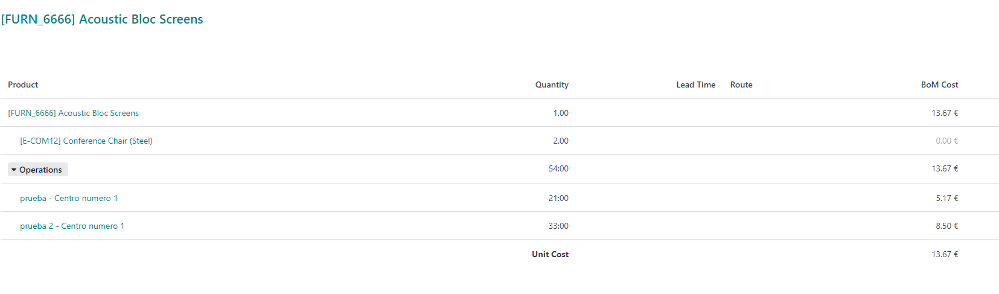 [FURN_6666] Acoustic Bloc Screens
Product Quantity Lead Time Route BoM Cost
[FURN_6666] Acoustic Bloc Screens 1.00 13.67 €
[E-COM12] Conference Chair (Steel) 2.00 0.00 €
Operations 54:00 13.67 €
prueba - Centro numero 1 21:00 5.17 €
prueba 2 - Centro numero 1 33:00 8.50 €
Unit Cost 13.67 €